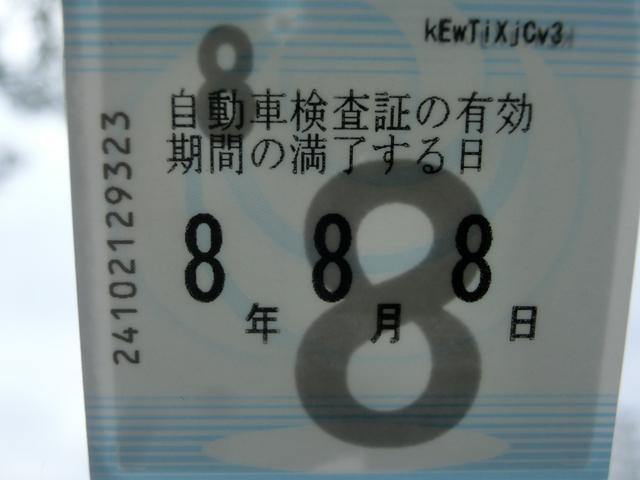 kEwTiXjCv3
8
自動車検査証の有効
期間の満了する日
8年 8月 8日
8
24102129323